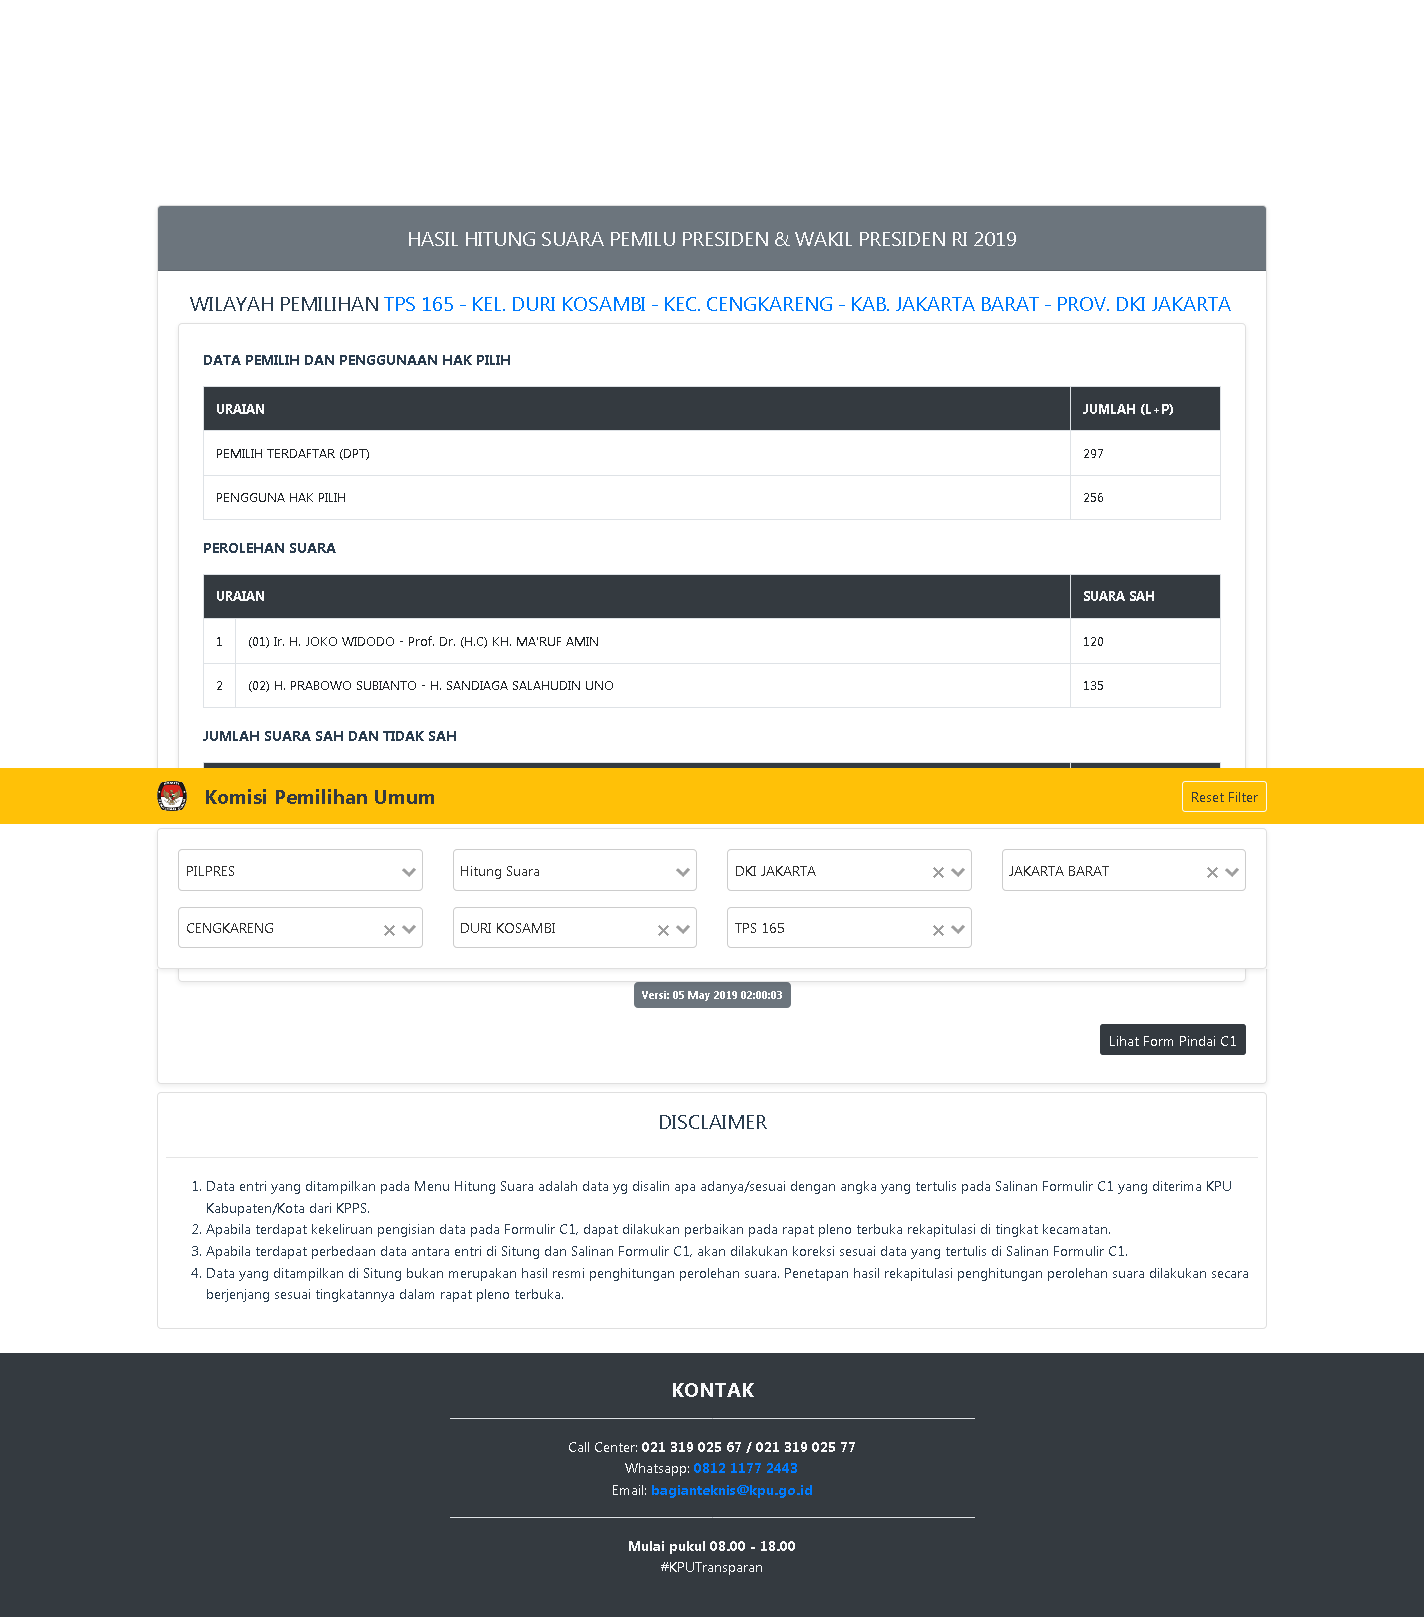 HASIL HITUNG SUARA PEMILU PRESIDEN & WAKIL PRESIDEN RI 2019
WILAYAH PEMILIHAN TPS 165 - KEL. DURI KOSAMBI - KEC. CENGKARENG - KAB. JAKARTA BARAT - PROV. DKI JAKARTA
DATA PEMILIH DAN PENGGUNAAN HAK PILIH
URAIAN JUMLAH (L+P)
PEMILIH TERDAFTAR (DPT) 297
PENGGUNA HAK PILIH 256
PEROLEHAN SUARA
URAIAN SUARA SAH
1 (01) Ir. H. JOKO WIDODO - Prof. Dr. (H.C) KH. MA'RUF AMIN 120
2 (02) H. PRABOWO SUBIANTO - H. SANDIAGA SALAHUDIN UNO 135
JUMLAH SUARA SAH DAN TIDAK SAH
Komisi Pemilihan Umum Reset Filter
PILPRES Hitung Suara DKI JAKARTA JAKARTA BARAT
CENGKARENG DURI KOSAMBI TPS 165
Versi: 05 May 2019 02:00:03
Lihat Form Pindai C1
DISCLAIMER
1. Data entri yang ditampilkan pada Menu Hitung Suara adalah data yg disalin apa adanya/sesuai dengan angka yang tertulis pada Salinan Formulir C1 yang diterima KPU
Kabupaten/Kota dari KPPS.
2. Apabila terdapat kekeliruan pengisian data pada Formulir C1, dapat dilakukan perbaikan pada rapat pleno terbuka rekapitulasi di tingkat kecamatan.
3. Apabila terdapat perbedaan data antara entri di Situng dan Salinan Formulir C1, akan dilakukan koreksi sesuai data yang tertulis di Salinan Formulir C1.
4. Data yang ditampilkan di Situng bukan merupakan hasil resmi penghitungan perolehan suara. Penetapan hasil rekapitulasi penghitungan perolehan suara dilakukan secara
berjenjang sesuai tingkatannya dalam rapat pleno terbuka.
KONTAK
Call Center: 021 319 025 67 / 021 319 025 77
Whatsapp: 0812 1177 2443
Email: bagianteknis@kpu.go.id
Mulai pukul 08.00 - 18.00
#KPUTransparan